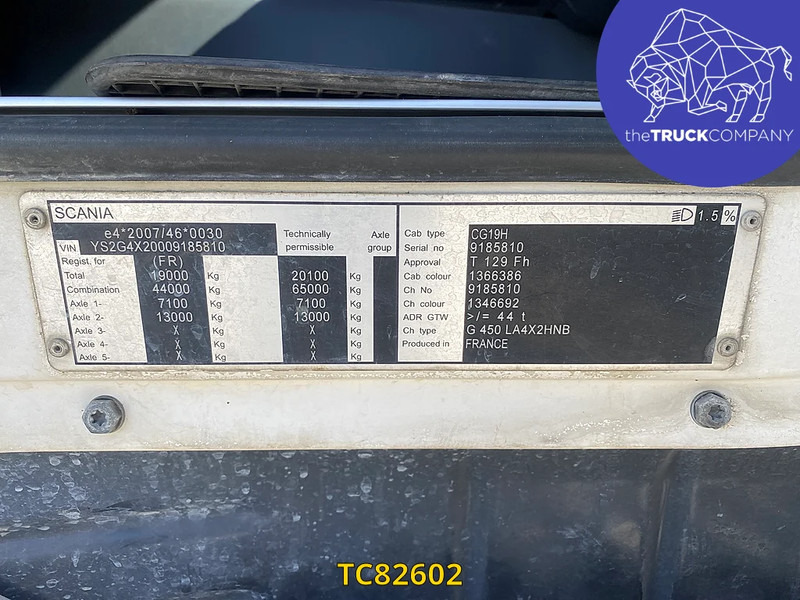 theTRUCKCOMPANY
SCANIA
e4*2007/46*0030
VIN YS2G4X20009185810
Technically permissible
Axle group
Regist. for (FR)
Total 19000 Kg 20100 Kg
Combination 44000 Kg 65000 Kg
Axle 1- 7100 Kg 7100 Kg
Axle 2- 13000 Kg 13000 Kg
Axle 3- X Kg X Kg
Axle 4- X Kg X Kg
Axle 5- X Kg X Kg
1.5 %
Cab type CG19H
Serial no 9185810
Approval T 129 Fh
Cab colour 1366386
Ch No 9185810
Ch colour 1346692
ADR GTW >/= 44 t
Ch type G 450 LA4X2HNB
Produced in FRANCE
TC82602